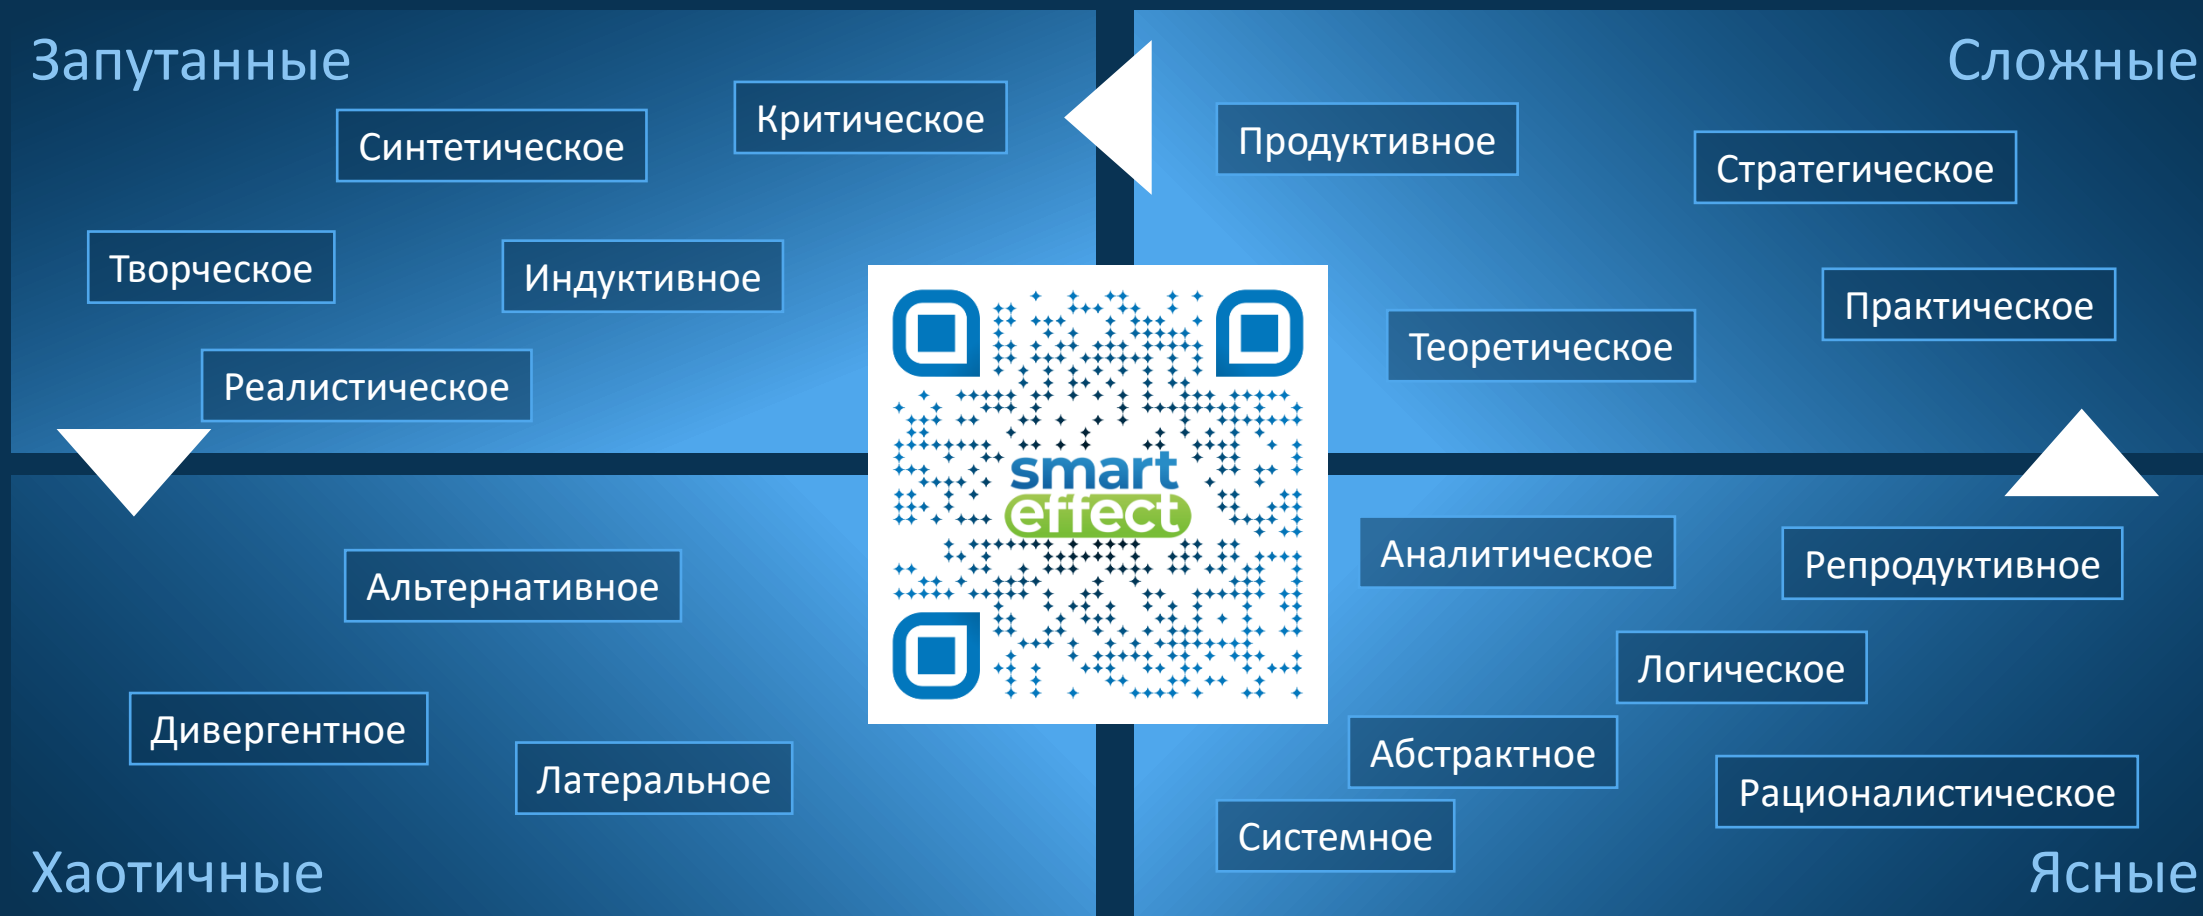 Запутанные
Критическое
Синтетическое
Творческое
Индуктивное
Реалистическое
Сложные
Продуктивное
Стратегическое
Практическое
Теоретическое
smart
effect
Альтернативное
Дивергентное
Латеральное
Хаотичные
Аналитическое
Репродуктивное
Логическое
Абстрактное
Рационалистическое
Системное
Ясные